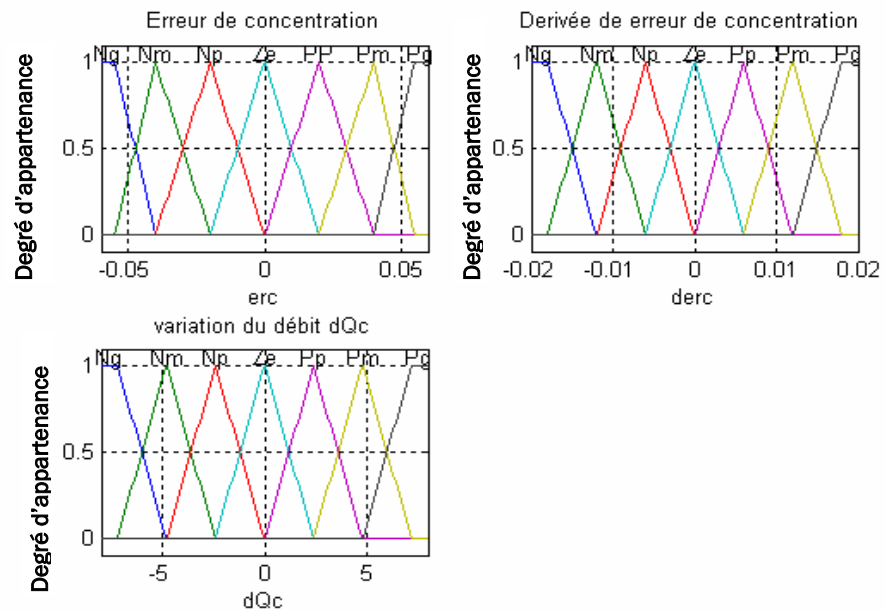 Erreur de concentration
Ng Nm Np Ze PP Pm Pg
1
0.5
0
-0.05 0 0.05
erc
Degré d'appartenance
Derivée de erreur de concentration
Ng Nm Np Ze Pp Pm Pg
1
0.5
0
-0.02 -0.01 0 0.01 0.02
derc
Degré d'appartenance
variation du débit dQc
Ng Nm Np Ze Pp Pm Pg
1
0.5
0
-5 0 5
dQc
Degré d'appartenance